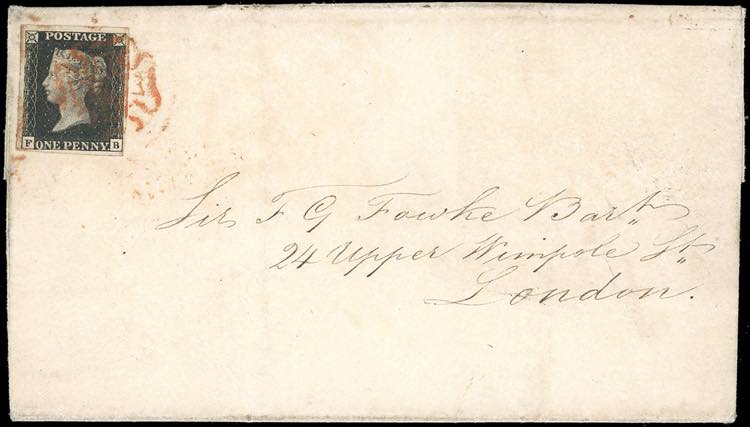 POSTAGE
F ONE PENNY B
Sir F G Fowke Bart
24 Upper Wimpole St
London.